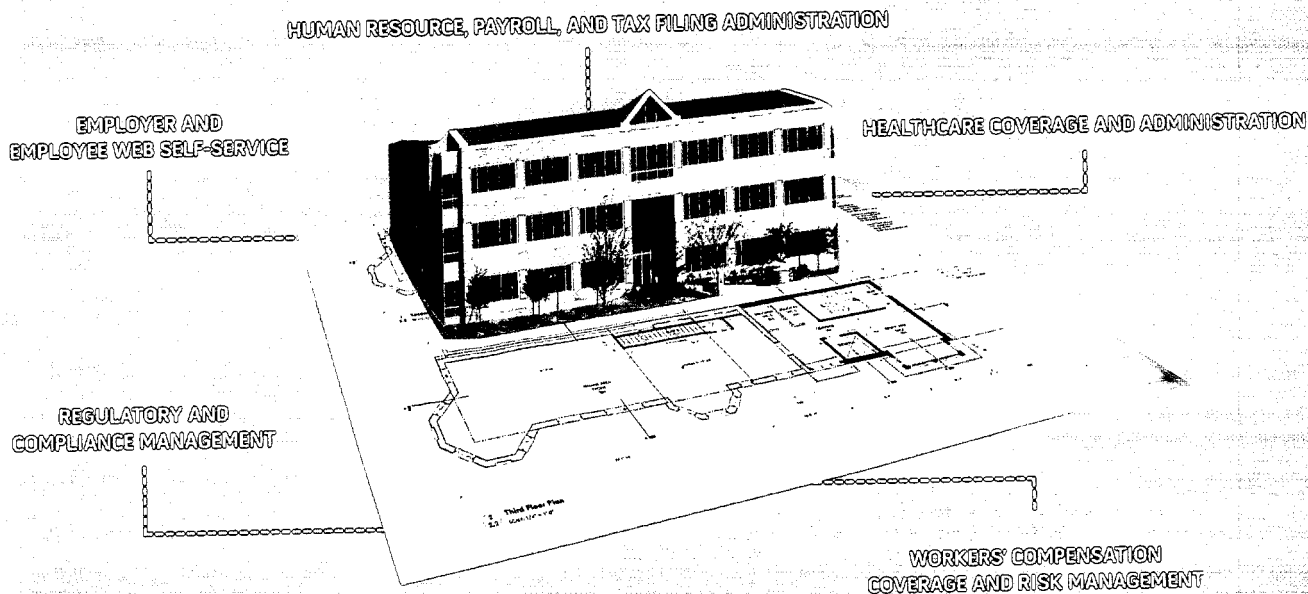 HUMAN RESOURCE, PAYROLL, AND TAX FILING ADMINISTRATION
EMPLOYER AND
EMPLOYEE WEB SELF-SERVICE
HEALTHCARE COVERAGE AND ADMINISTRATION
REGULATORY AND
COMPLIANCE MANAGEMENT
Third Floor Plan
WORKERS' COMPENSATION
COVERAGE AND RISK MANAGEMENT